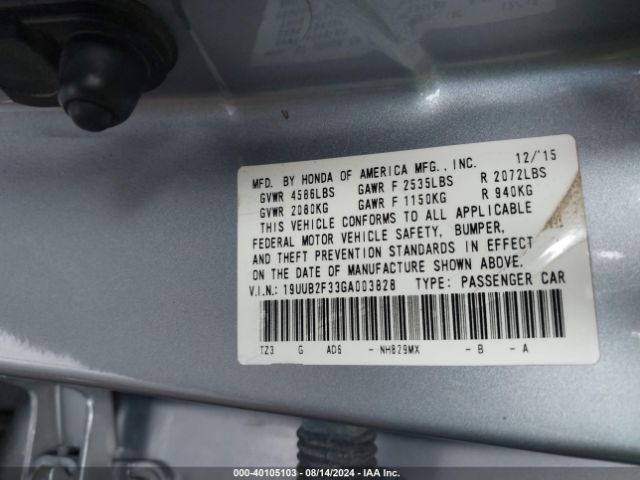 MFD. BY HONDA OF AMERICA MFG., INC. 12/'15
GVWR 4586LBS GAWR F 2535LBS R 2072LBS
GVWR 2080KG GAWR F 1150KG R 940KG
THIS VEHICLE CONFORMS TO ALL APPLICABLE
FEDERAL MOTOR VEHICLE SAFETY, BUMPER,
AND THEFT PREVENTION STANDARDS IN EFFECT
ON THE DATE OF MANUFACTURE SHOWN ABOVE.
V.I.N.: 19UUB2F33GA003828 TYPE: PASSENGER CAR
TZ3 G AD6 - NH829MX - B - A
000-40105103 - 08/14/2024 - IAA Inc.